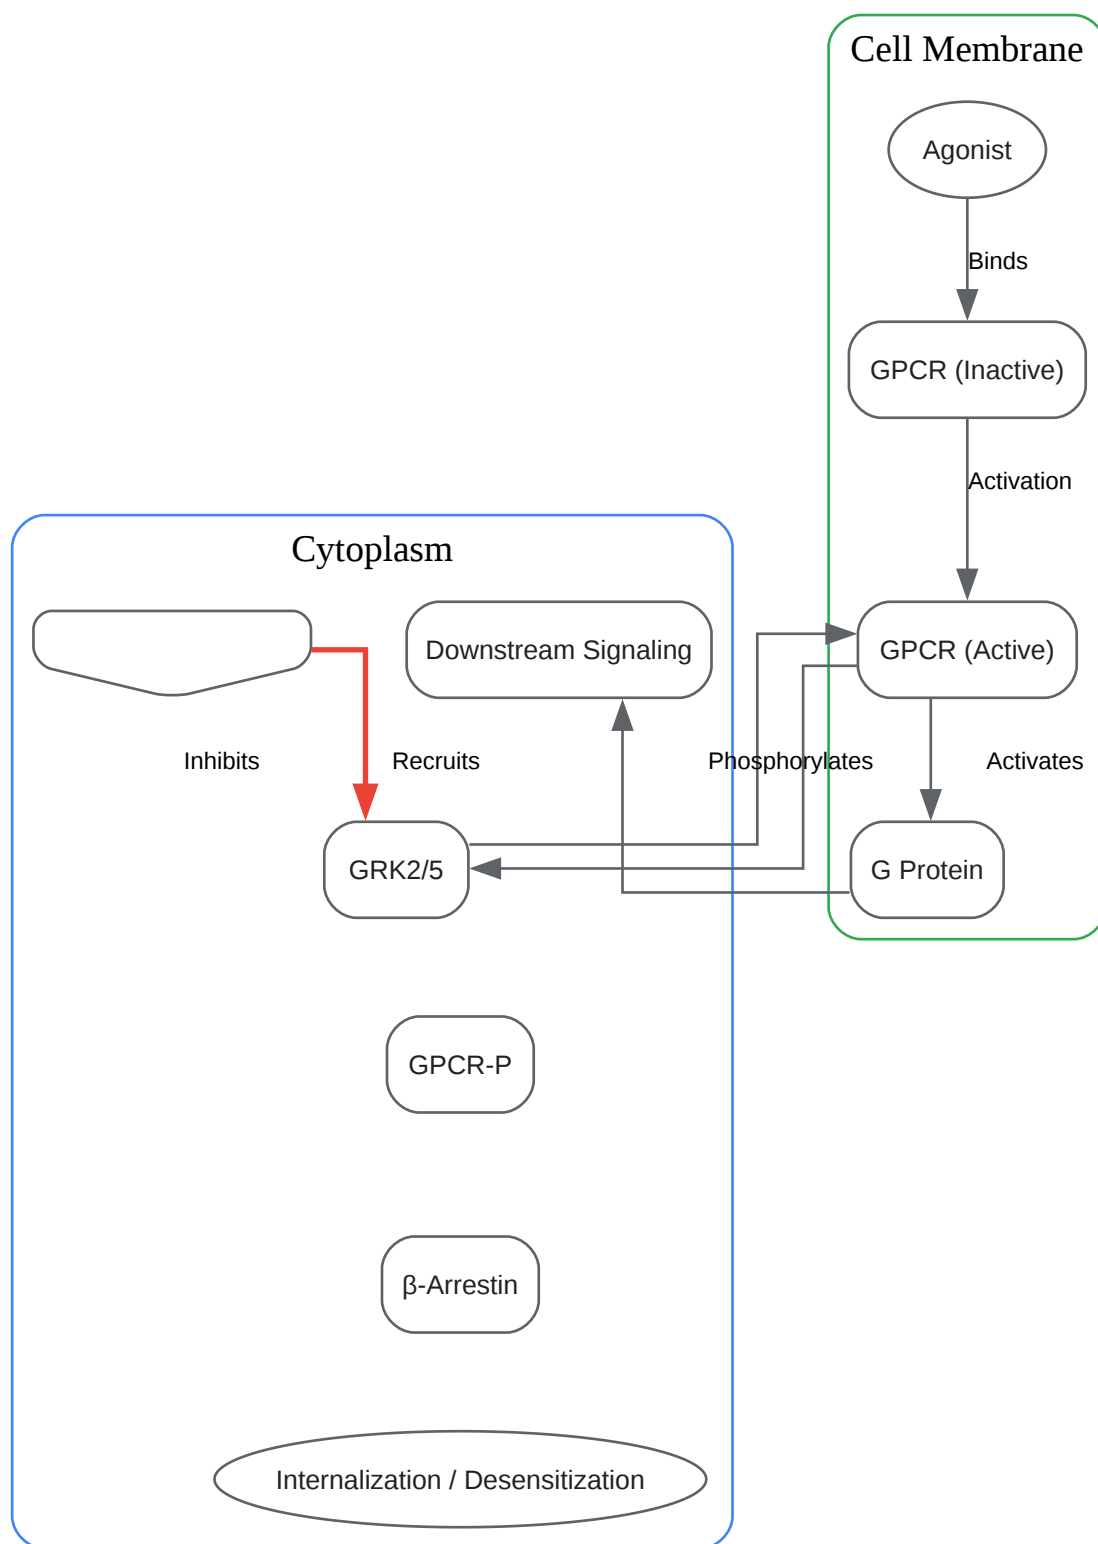 Cell Membrane
Agonist
Binds
GPCR (Inactive)
Activation
Cytoplasm
Downstream Signaling
GPCR (Active)
Inhibits
Recruits
Phosphorylates
Activates
GRK2/5
G Protein
GPCR-P
β-Arrestin
Internalization / Desensitization